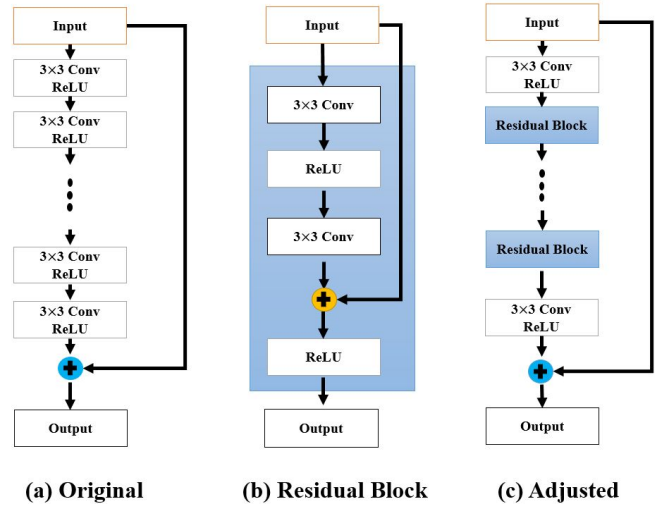 Input
3×3 Conv
ReLU
3×3 Conv
ReLU
3×3 Conv
ReLU
3×3 Conv
ReLU
Output
(a) Original
Input
3×3 Conv
ReLU
3×3 Conv
ReLU
Output
(b) Residual Block
Input
3×3 Conv
ReLU
Residual Block
Residual Block
3×3 Conv
ReLU
Output
(c) Adjusted